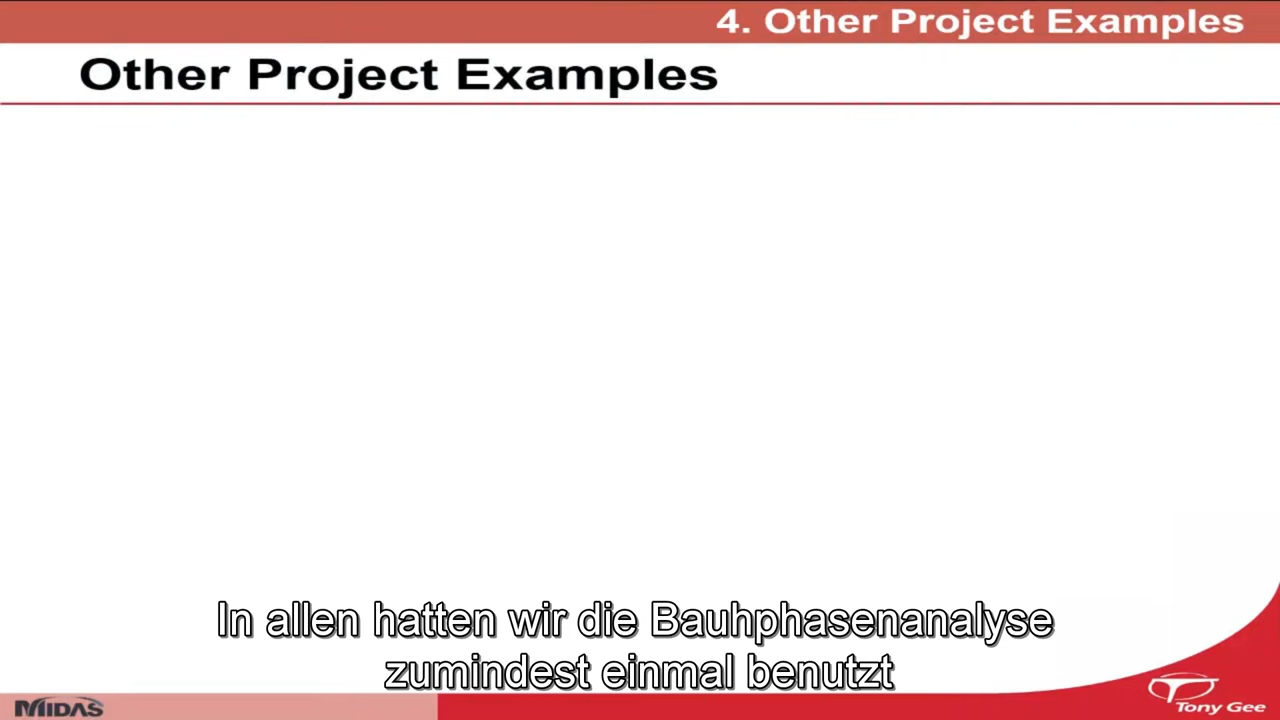 4. Other Project Examples
Other Project Examples
In allen hatten wir die Bauhphasenanalyse
zumindest einmal benutzt
MIDAS
Tony Gee